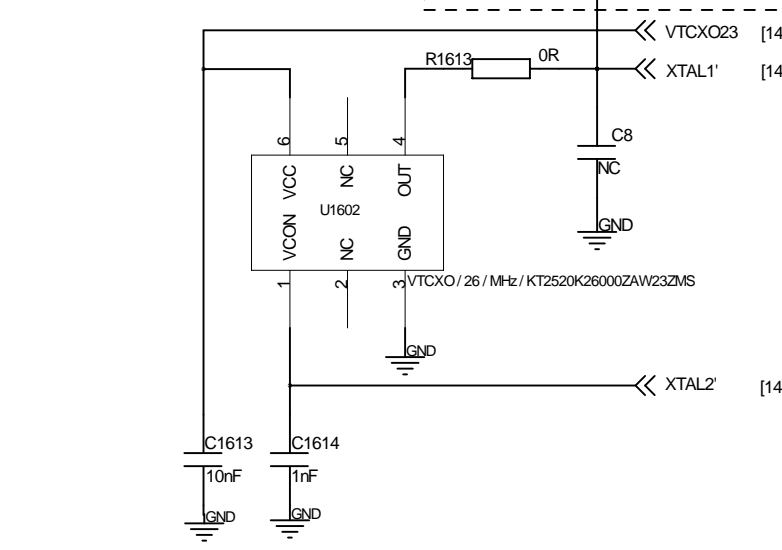 VTCXO23 [14
R1613 0R
XTAL1' [14
C8
NC
GND
6 5 4
VCC NC OUT
U1602
VCON NC GND
1 2 3
VTCXO / 26 / MHz / KT2520K26000ZAW23ZMS
GND
XTAL2' [14
C1613 C1614
10nF 1nF
GND GND